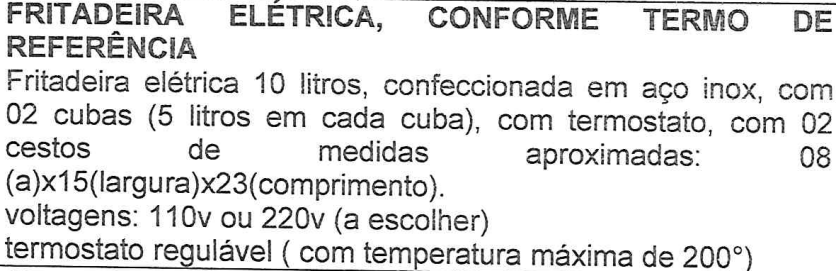 FRITADEIRA ELÉTRICA, CONFORME TERMO DE
REFERÊNCIA
Fritadeira elétrica 10 litros, confeccionada em aço inox, com
02 cubas (5 litros em cada cuba), com termostato, com 02
cestos de medidas aproximadas: 08
(a)x15(largura)x23(comprimento).
voltagens: 110v ou 220v (a escolher)
termostato regulável ( com temperatura máxima de 200°)